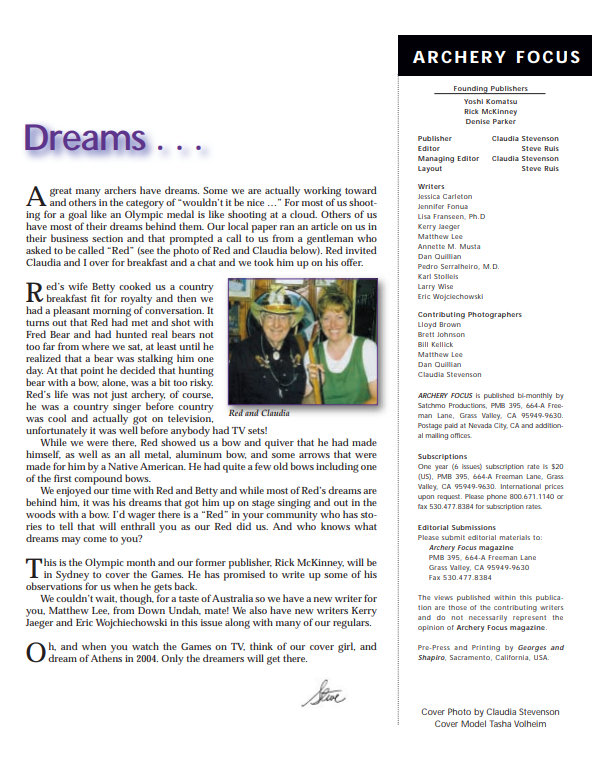 Dreams . . .
A great many archers have dreams. Some we are actually working toward
and others in the category of "wouldn't it be nice …" For most of us shoot-
ing for a goal like an Olympic medal is like shooting at a cloud. Others of us
have most of their dreams behind them. Our local paper ran an article on us in
their business section and that prompted a call to us from a gentleman who
asked to be called "Red" (see the photo of Red and Claudia below). Red invited
Claudia and I over for breakfast and a chat and we took him up on his offer.
Red's wife Betty cooked us a country
breakfast fit for royalty and then we
had a pleasant morning of conversation. It
turns out that Red had met and shot with
Fred Bear and had hunted real bears not
too far from where we sat, at least until he
realized that a bear was stalking him one
day. At that point he decided that hunting
bear with a bow, alone, was a bit too risky.
Red's life was not just archery, of course,
he was a country singer before country
was cool and actually got on television,
unfortunately it was well before anybody had TV sets!
Red and Claudia
While we were there, Red showed us a bow and quiver that he had made
himself, as well as an all metal, aluminum bow, and some arrows that were
made for him by a Native American. He had quite a few old bows including one
of the first compound bows.
We enjoyed our time with Red and Betty and while most of Red's dreams are
behind him, it was his dreams that got him up on stage singing and out in the
woods with a bow. I'd wager there is a "Red" in your community who has sto-
ries to tell that will enthrall you as our Red did us. And who knows what
dreams may come to you?
This is the Olympic month and our former publisher, Rick McKinney, will be
in Sydney to cover the Games. He has promised to write up some of his
observations for us when he gets back.
We couldn't wait, though, for a taste of Australia so we have a new writer for
you, Matthew Lee, from Down Undah, mate! We also have new writers Kerry
Jaeger and Eric Wojchiechowski in this issue along with many of our regulars.
Oh, and when you watch the Games on TV, think of our cover girl, and
dream of Athens in 2004. Only the dreamers will get there.
Steve
ARCHERY FOCUS
Founding Publishers
Yoshi Komatsu
Rick McKinney
Denise Parker
Publisher Claudia Stevenson
Editor Steve Ruis
Managing Editor Claudia Stevenson
Layout Steve Ruis
Writers
Jessica Carleton
Jennifer Fonua
Lisa Franseen, Ph.D
Kerry Jaeger
Matthew Lee
Annette M. Musta
Dan Quillian
Pedro Serralheiro, M.D.
Karl Stolleis
Larry Wise
Eric Wojciechowski
Contributing Photographers
Lloyd Brown
Brett Johnson
Bill Kellick
Matthew Lee
Dan Quillian
Claudia Stevenson
ARCHERY FOCUS is published bi-monthly by
Satchmo Productions, PMB 395, 664-A Free-
man Lane, Grass Valley, CA 95949-9630.
Postage paid at Nevada City, CA and addition-
al mailing offices.
Subscriptions
One year (6 issues) subscription rate is $20
(US), PMB 395, 664-A Freeman Lane, Grass
Valley, CA 95949-9630. International prices
upon request. Please phone 800.671.1140 or
fax 530.477.8384 for subscription rates.
Editorial Submissions
Please submit editorial materials to:
Archery Focus magazine
PMB 395, 664-A Freeman Lane
Grass Valley, CA 95949-9630
Fax 530.477.8384
The views published within this publica-
tion are those of the contributing writers
and do not necessarily represent the
opinion of Archery Focus magazine.
Pre-Press and Printing by Georges and
Shapiro, Sacramento, California, USA.
Cover Photo by Claudia Stevenson
Cover Model Tasha Volheim